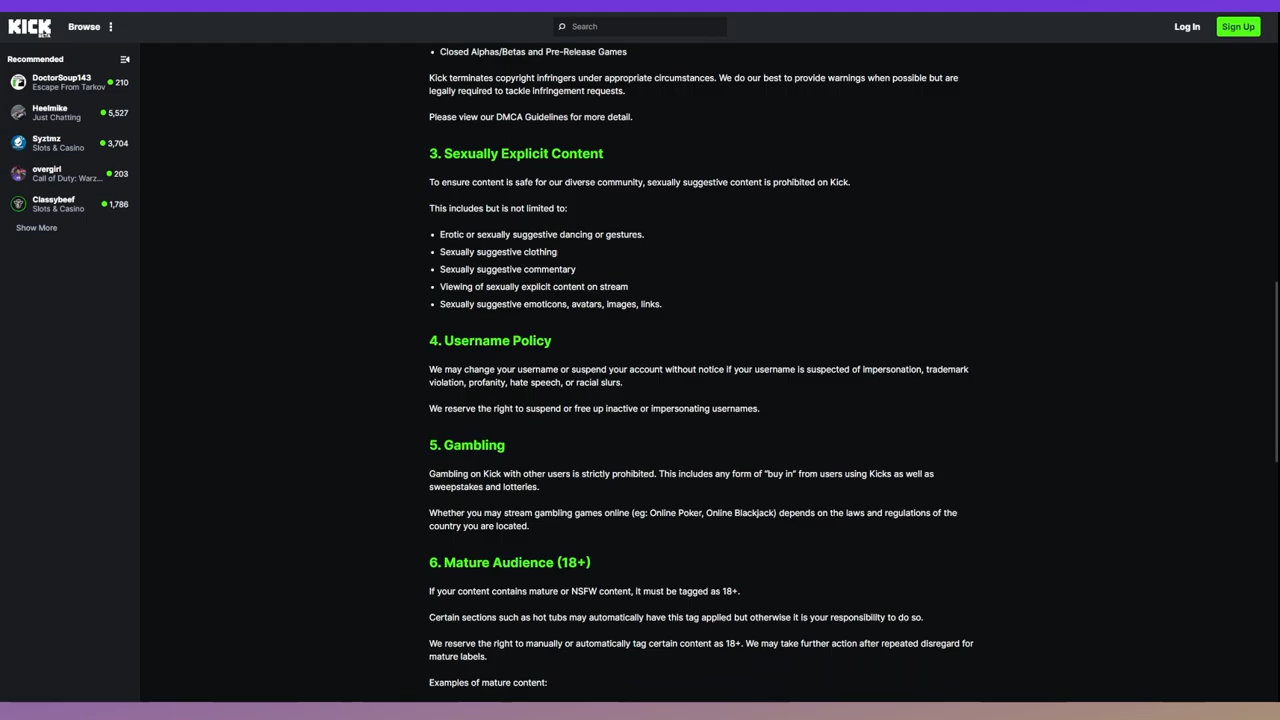 KICK
BETA
Browse
Search
Log In
Sign Up
Recommended
DoctorSoup143
Escape From Tarkov
210
Heelmike
Just Chatting
5,527
Syztmz
Slots & Casino
3,704
overgirl
Call of Duty: Warz...
203
Classybeef
Slots & Casino
1,786
Show More
• Closed Alphas/Betas and Pre-Release Games
Kick terminates copyright infringers under appropriate circumstances. We do our best to provide warnings when possible but are
legally required to tackle infringement requests.
Please view our DMCA Guidelines for more detail.
3. Sexually Explicit Content
To ensure content is safe for our diverse community, sexually suggestive content is prohibited on Kick.
This includes but is not limited to:
• Erotic or sexually suggestive dancing or gestures.
• Sexually suggestive clothing
• Sexually suggestive commentary
• Viewing of sexually explicit content on stream
• Sexually suggestive emoticons, avatars, images, links.
4. Username Policy
We may change your username or suspend your account without notice if your username is suspected of impersonation, trademark
violation, profanity, hate speech, or racial slurs.
We reserve the right to suspend or free up inactive or impersonating usernames.
5. Gambling
Gambling on Kick with other users is strictly prohibited. This includes any form of “buy in” from users using Kicks as well as
sweepstakes and lotteries.
Whether you may stream gambling games online (eg: Online Poker, Online Blackjack) depends on the laws and regulations of the
country you are located.
6. Mature Audience (18+)
If your content contains mature or NSFW content, it must be tagged as 18+.
Certain sections such as hot tubs may automatically have this tag applied but otherwise it is your responsibility to do so.
We reserve the right to manually or automatically tag certain content as 18+. We may take further action after repeated disregard for
mature labels.
Examples of mature content: